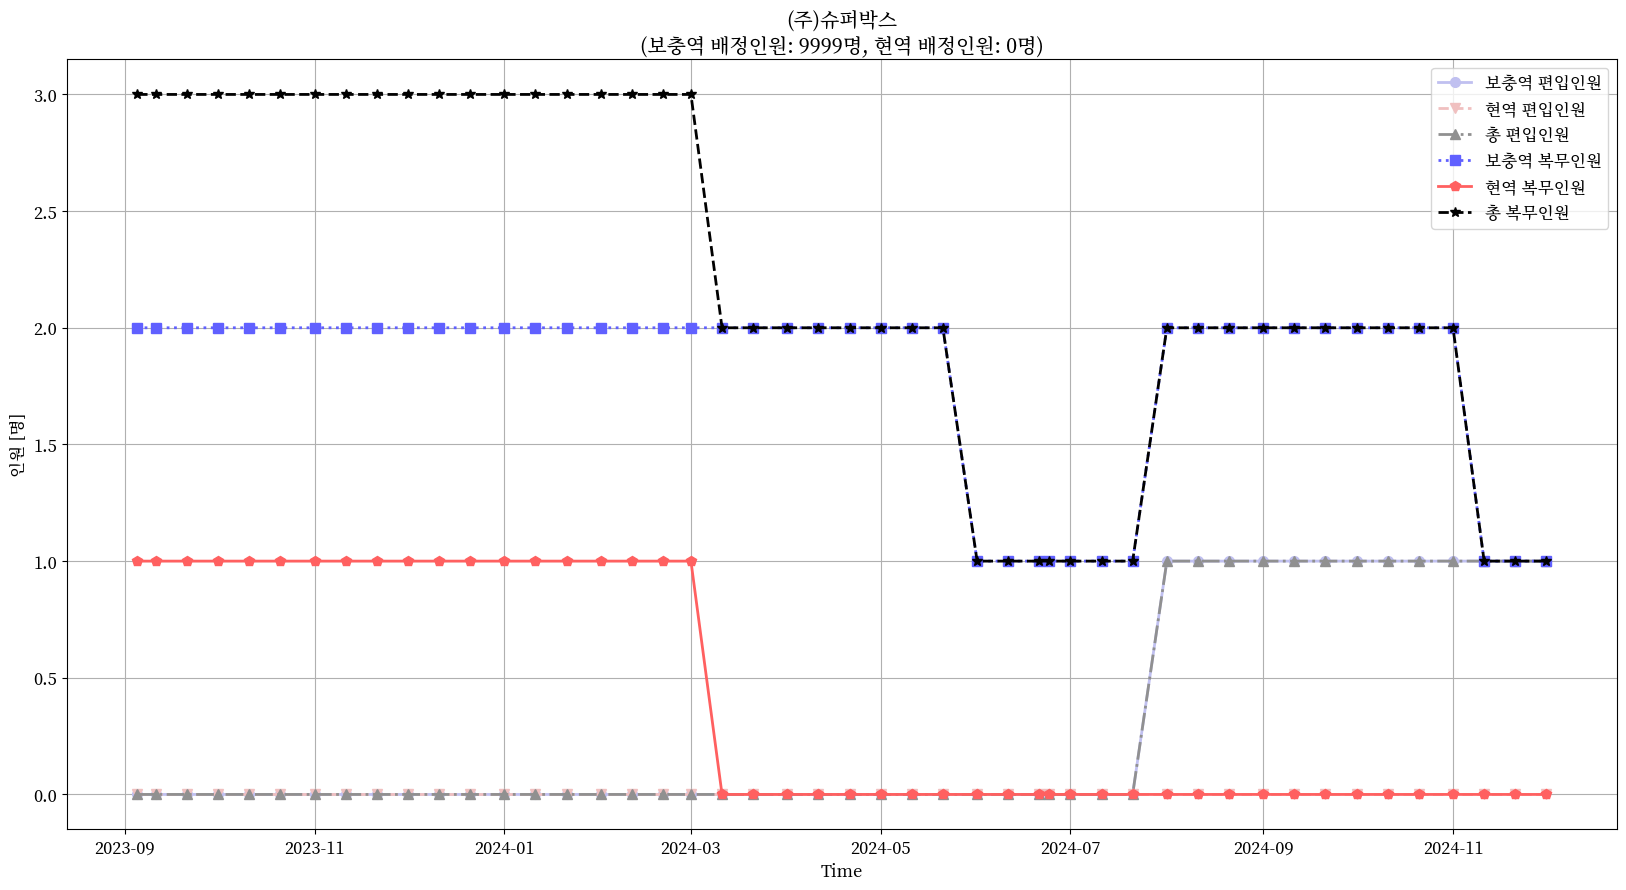 (주)슈퍼박스
(보충역 배정인원: 9999명, 현역 배정인원: 0명)
보충역 편입인원
현역 편입인원
총 편입인원
보충역 복무인원
현역 복무인원
총 복무인원
3.0
2.5
2.0
1.5
1.0
0.5
0.0
인원 [명]
2023-09
2023-11
2024-01
2024-03
2024-05
2024-07
2024-09
2024-11
Time